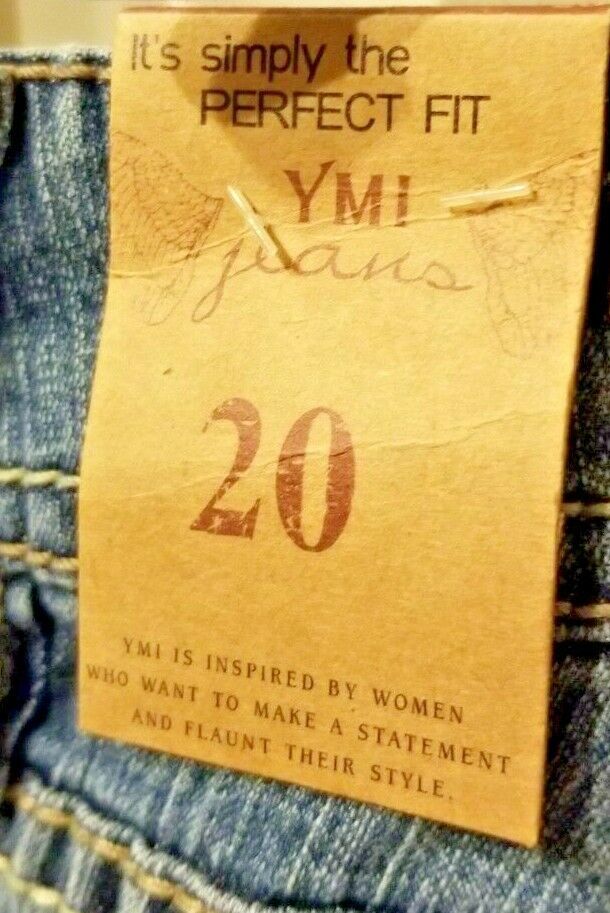 It's simply the
PERFECT FIT
YMI
jeans
20
YMI IS INSPIRED BY WOMEN
WHO WANT TO MAKE A STATEMENT
AND FLAUNT THEIR STYLE.